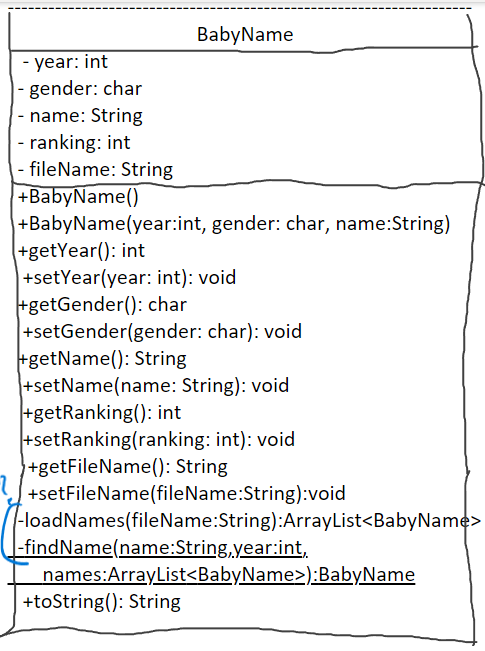 BabyName
- year: int
- gender: char
- name: String
- ranking: int
- fileName: String
+BabyName()
+BabyName(year:int, gender: char, name:String)
+getYear(): int
+setYear(year: int): void
+getGender(): char
+setGender(gender: char): void
+getName(): String
+setName(name: String): void
+getRanking(): int
+setRanking(ranking: int): void
+getFileName(): String
+setFileName(fileName:String):void
?
-loadNames(fileName:String):ArrayList<BabyName>
-findName(name:String,year:int,
names:ArrayList<BabyName>):BabyName
+toString(): String